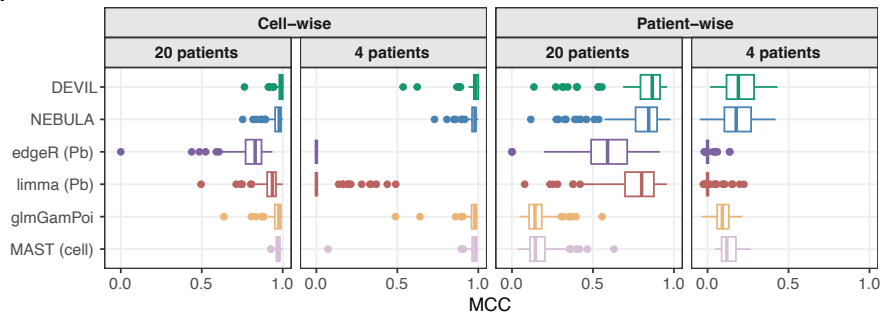 Cell−wise Patient−wise
20 patients 4 patients 20 patients 4 patients
DEVIL
NEBULA
edgeR (Pb)
limma (Pb)
glmGamPoi
MAST (cell)
0.0 0.5 1.0 0.0 0.5 1.0 0.0 0.5 1.0 0.0 0.5 1.0
MCC